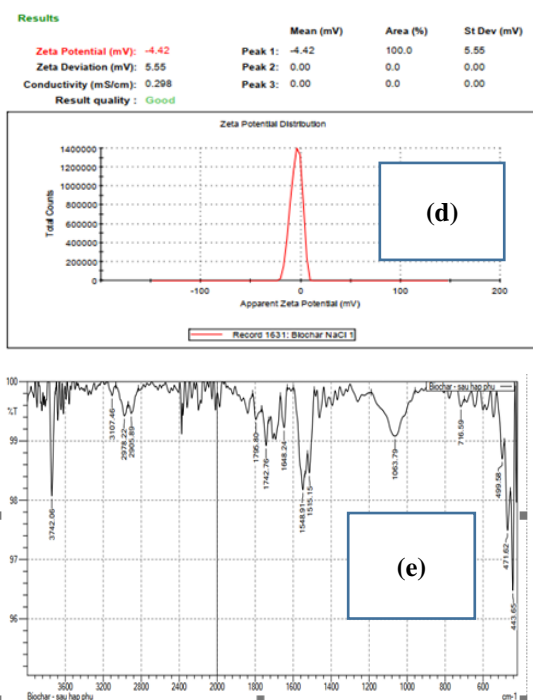 Results
Mean (mV) Area (%) St Dev (mV)
Zeta Potential (mV): -4.42 Peak 1: -4.42 100.0 5.55
Zeta Deviation (mV): 5.55 Peak 2: 0.00 0.0 0.00
Conductivity (mS/cm): 0.298 Peak 3: 0.00 0.0 0.00
Result quality : Good
Zeta Potential Distribution
Total Counts
1400000
1200000
1000000
800000
600000
400000
200000
0
-100 0 100 200
Apparent Zeta Potential (mV)
Record 1631: Biochar NaCl 1
(d)
100
%T
99
98
97
96
Biochar - sau hap phu
3742.06
3107.46
2978.22
2905.89
1795.80
1742.76
1648.24
1548.91
1515.15
1063.79
716.59
499.58
471.62
443.65
(e)
3600 3200 2800 2400 2000 1800 1600 1400 1200 1000 800 600
Biochar - sau hap phu cm-1